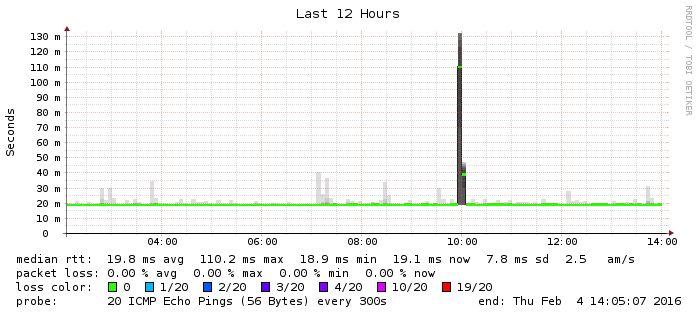 Last 12 Hours
RRDTOOL / TOBI OETIKER
Seconds
130 m
120 m
110 m
100 m
90 m
80 m
70 m
60 m
50 m
40 m
30 m
20 m
10 m
0
04:00 06:00 08:00 10:00 12:00 14:00
median rtt: 19.8 ms avg 110.2 ms max 18.9 ms min 19.1 ms now 7.8 ms sd 2.5 am/s
packet loss: 0.00 % avg 0.00 % max 0.00 % min 0.00 % now
loss color: 0 1/20 2/20 3/20 4/20 10/20 19/20
probe: 20 ICMP Echo Pings (56 Bytes) every 300s end: Thu Feb 4 14:05:07 2016